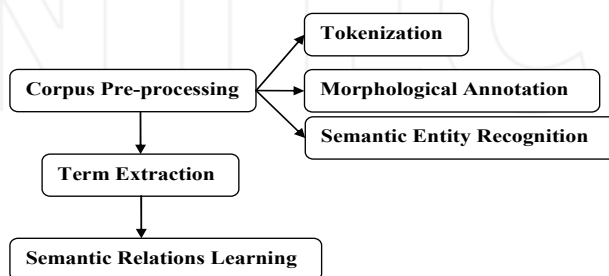 Tokenization
Corpus Pre-processing
Morphological Annotation
Semantic Entity Recognition
Term Extraction
Semantic Relations Learning